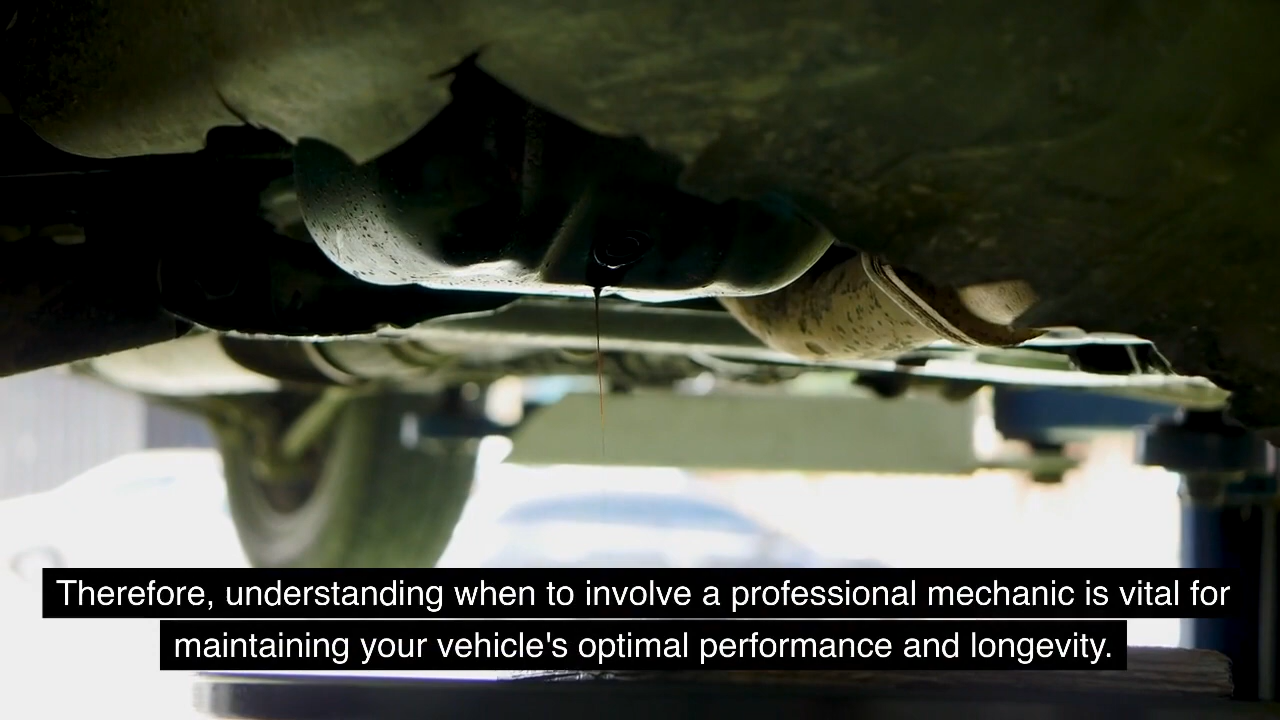 Therefore, understanding when to involve a professional mechanic is vital for
maintaining your vehicle's optimal performance and longevity.